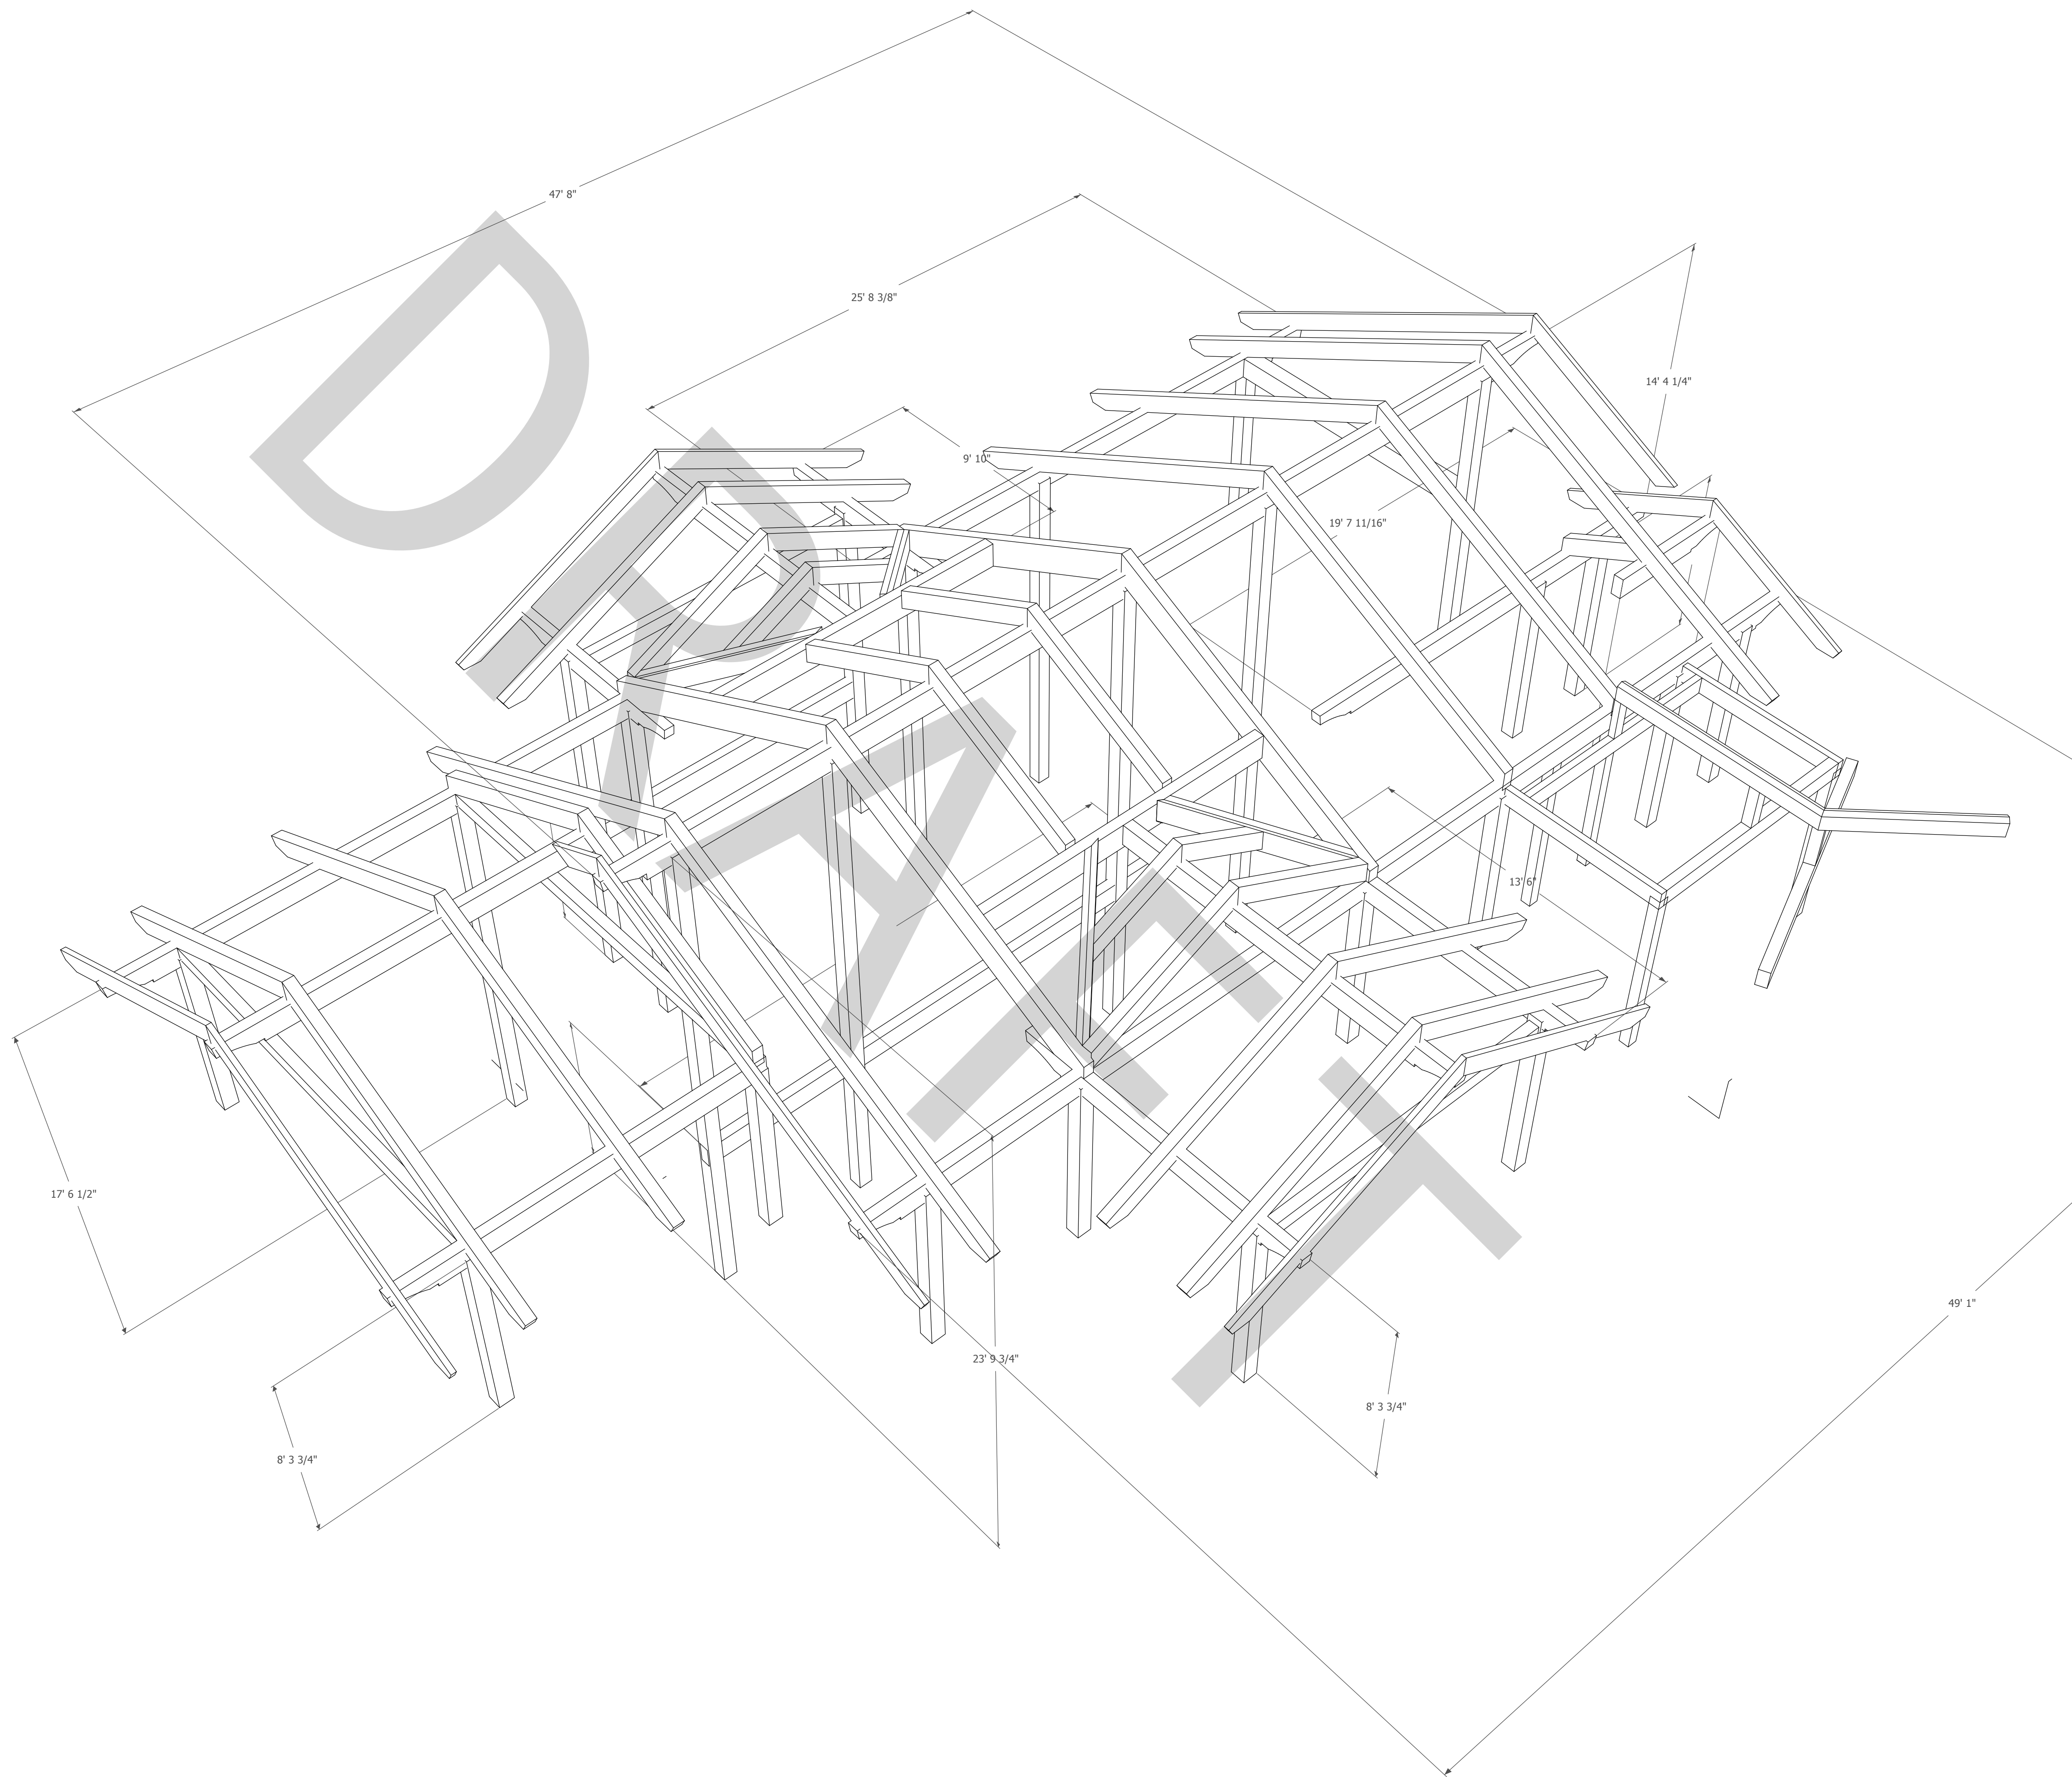 47' 8"
25' 8 3/8"
14' 4 1/4"
9' 10"
19' 7 11/16"
13' 6"
17' 6 1/2"
49' 1"
23' 9 3/4"
8' 3 3/4"
8' 3 3/4"
DRAFT